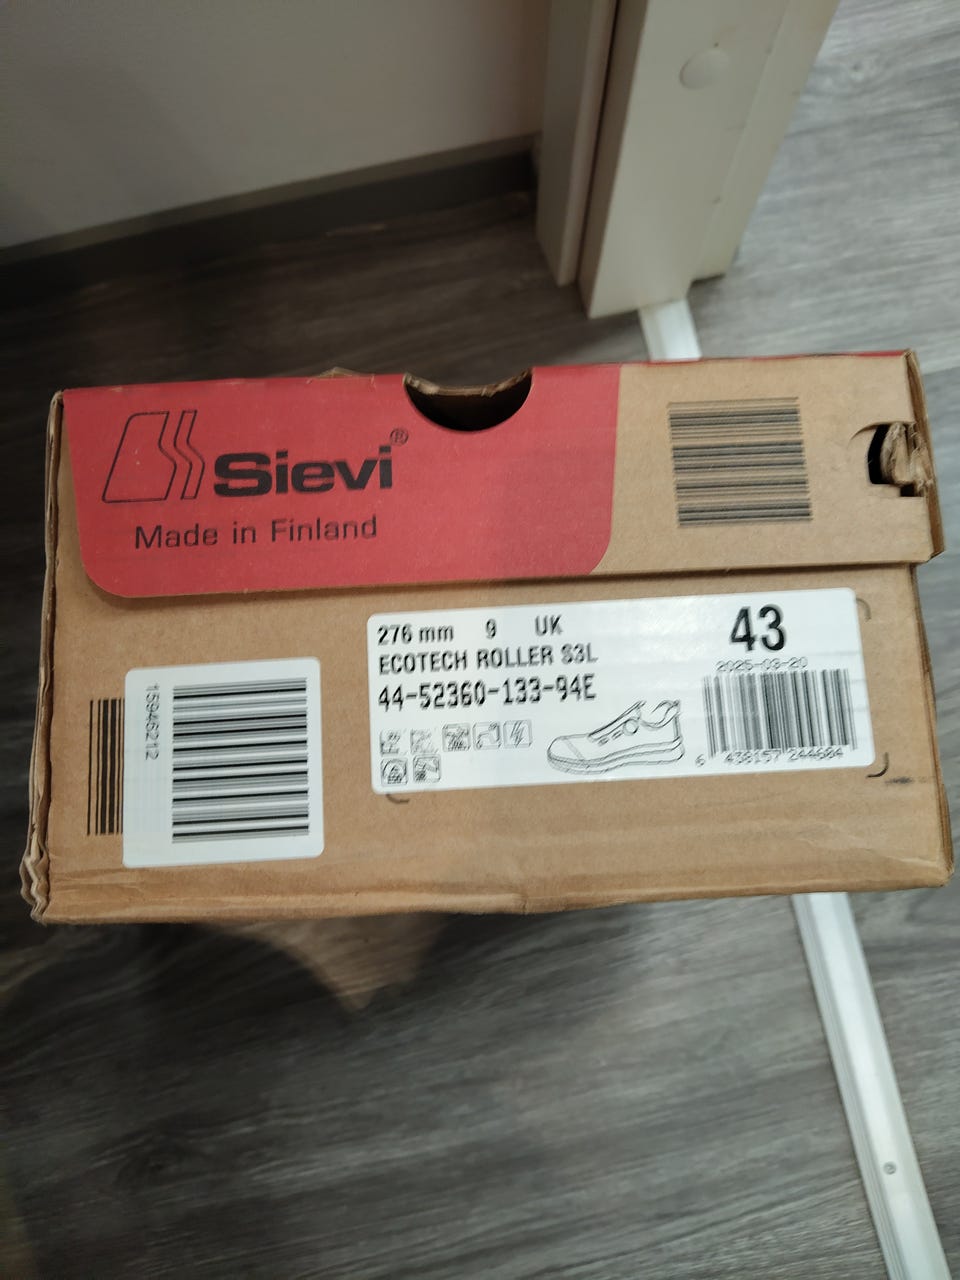 Sievi®
Made in Finland
276 mm 9 UK
43
ECOTECH ROLLER S3L
2025-03-20
44-52360-133-94E
6 438157 244684
15946212